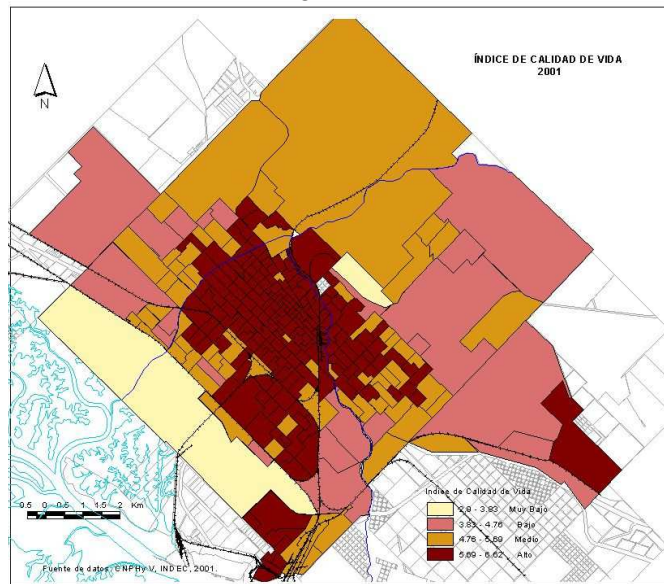 ÍNDICE DE CALIDAD DE VIDA
2001
N
0.5 0 0.5 1 1.5 2 Km
Indice de Calidad de Vida
2,9 - 3.83 Muy Bajo
3.83 - 4.76 Bajo
4.76 - 5.69 Medio
5.69 - 6.62 Alto
Fuente de datos: CNPHyV, INDEC, 2001.